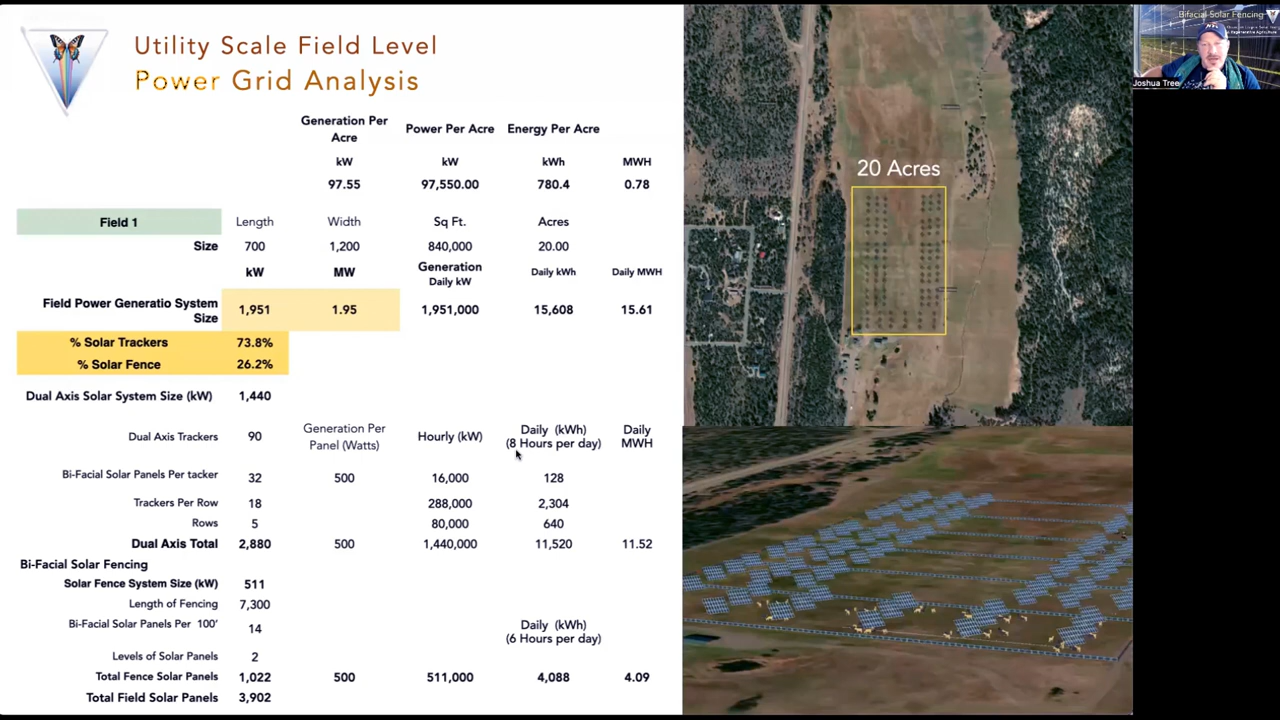 Utility Scale Field Level
Power Grid Analysis
Generation Per Acre Power Per Acre Energy Per Acre
kW kW kWh MWH
97.55 97,550.00 780.4 0.78
Field 1 Length Width Sq Ft. Acres
Size 700 1,200 840,000 20.00
kW MW Generation Daily kW Daily kWh Daily MWH
Field Power Generatio System Size 1,951 1.95 1,951,000 15,608 15.61
% Solar Trackers 73.8%
% Solar Fence 26.2%
Dual Axis Solar System Size (kW) 1,440
Dual Axis Trackers 90 Generation Per Panel (Watts) Hourly (kW) Daily (kWh) (8 Hours per day) Daily MWH
Bi-Facial Solar Panels Per tacker 32 500 16,000 128
Trackers Per Row 18 288,000 2,304
Rows 5 80,000 640
Dual Axis Total 2,880 500 1,440,000 11,520 11.52
Bi-Facial Solar Fencing
Solar Fence System Size (kW) 511
Length of Fencing 7,300
Bi-Facial Solar Panels Per 100' 14 Daily (kWh) (6 Hours per day)
Levels of Solar Panels 2
Total Fence Solar Panels 1,022 500 511,000 4,088 4.09
Total Field Solar Panels 3,902
20 Acres
Bifacial Solar Fencing
Joshua Tree